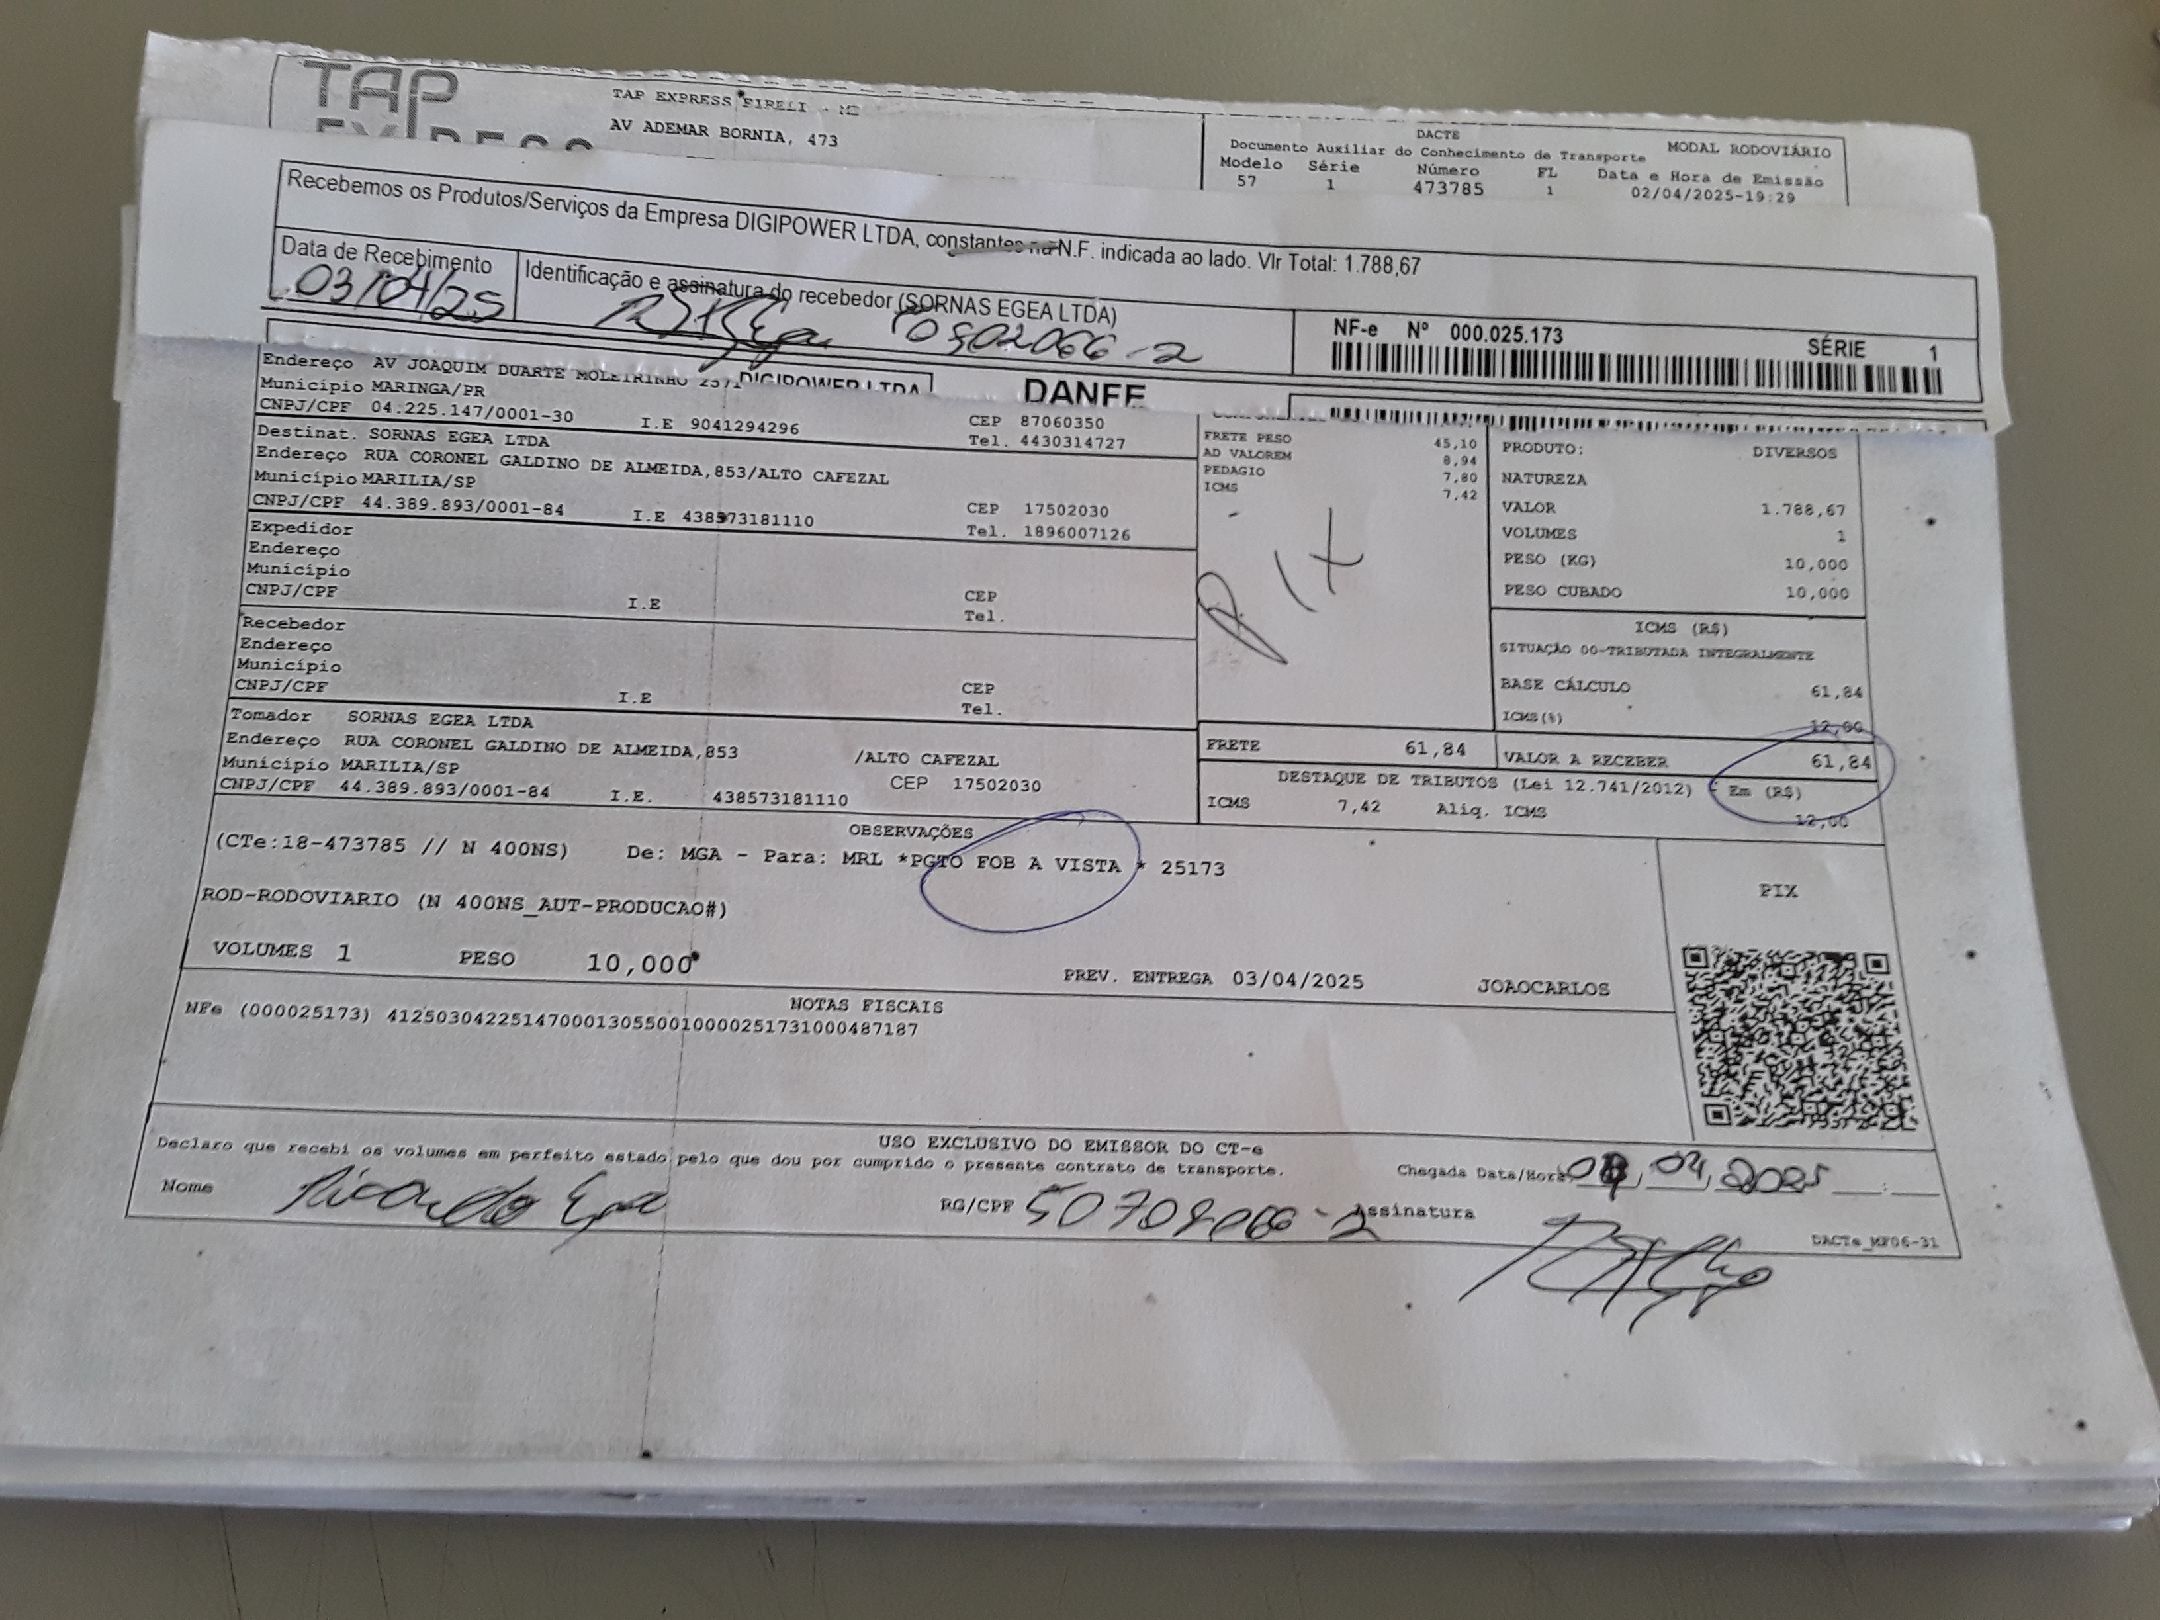 TAP
TAP EXPRESS EIRELI - ME
AV ADEMAR BORNIA, 473
DACTE
MODAL RODOVIÁRIO
Documento Auxiliar do Conhecimento de Transporte
Modelo Série Número FL Data e Hora de Emissão
57 1 473785 1 02/04/2025-19:29
Recebemos os Produtos/Serviços da Empresa DIGIPOWER LTDA, constantes na N.F. indicada ao lado. Vlr Total: 1.788,67
Data de Recebimento
03/04/25
Identificação e assinatura do recebedor (SORNAS EGEA LTDA)
NF-e Nº 000.025.173
SÉRIE 1
DIGIPOWER LTDA
DANFE
Endereço AV JOAQUIM DUARTE MOLEIRINHO
Município MARINGA/PR
CNPJ/CPF 04.225.147/0001-30 I.E 9041294296
CEP 87060350
Tel. 4430314727
Destinat. SORNAS EGEA LTDA
Endereço RUA CORONEL GALDINO DE ALMEIDA,853/ALTO CAFEZAL
Município MARILIA/SP
CNPJ/CPF 44.389.893/0001-84 I.E 438573181110
CEP 17502030
Tel. 1896007126
Expedidor
Endereço
Município
CNPJ/CPF I.E
CEP
Tel.
Recebedor
Endereço
Município
CNPJ/CPF I.E
CEP
Tel.
Tomador SORNAS EGEA LTDA
Endereço RUA CORONEL GALDINO DE ALMEIDA,853 /ALTO CAFEZAL
Município MARILIA/SP
CEP 17502030
CNPJ/CPF 44.389.893/0001-84 I.E. 438573181110
FRETE PESO 45,10
AD VALOREM 8,94
PEDAGIO 7,80
ICMS 7,42
PIX
PRODUTO: DIVERSOS
NATUREZA
VALOR 1.788,67
VOLUMES 1
PESO (KG) 10,000
PESO CUBADO 10,000
ICMS (R$)
SITUAÇÃO 00-TRIBUTADA INTEGRALMENTE
BASE CÁLCULO 61,84
ICMS(%) 12,00
FRETE 61,84
VALOR A RECEBER 61,84
DESTAQUE DE TRIBUTOS (Lei 12.741/2012) - Em (R$)
ICMS 7,42 Aliq. ICMS 12,00
OBSERVAÇÕES
(CTe:18-473785 // N 400NS) De: MGA - Para: MRL *PGTO FOB A VISTA * 25173
ROD-RODOVIARIO (N 400NS_AUT-PRODUCAO#)
VOLUMES 1 PESO 10,000
PREV. ENTREGA 03/04/2025 JOAOCARLOS
PIX
NOTAS FISCAIS
NFe (000025173) 41250304225147000130550010000251731000487187
USO EXCLUSIVO DO EMISSOR DO CT-e
Declaro que recebi os volumes em perfeito estado pelo que dou por cumprido o presente contrato de transporte.
Chegada Data/Hora 04 2025
Nome Ricardo Egea
RG/CPF
Assinatura
DACTe_MF06-31